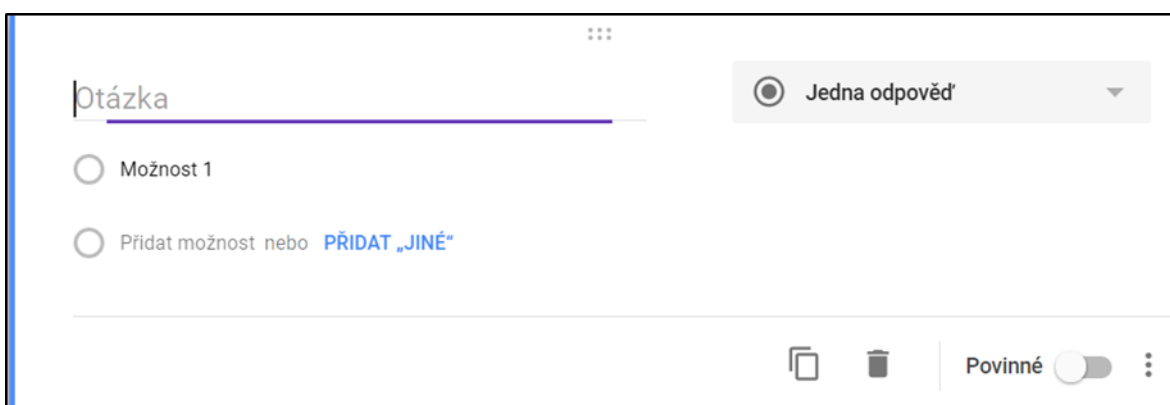 Otázka
Jedna odpověď
Možnost 1
Přidat možnost nebo PŘIDAT „JINÉ“
Povinné